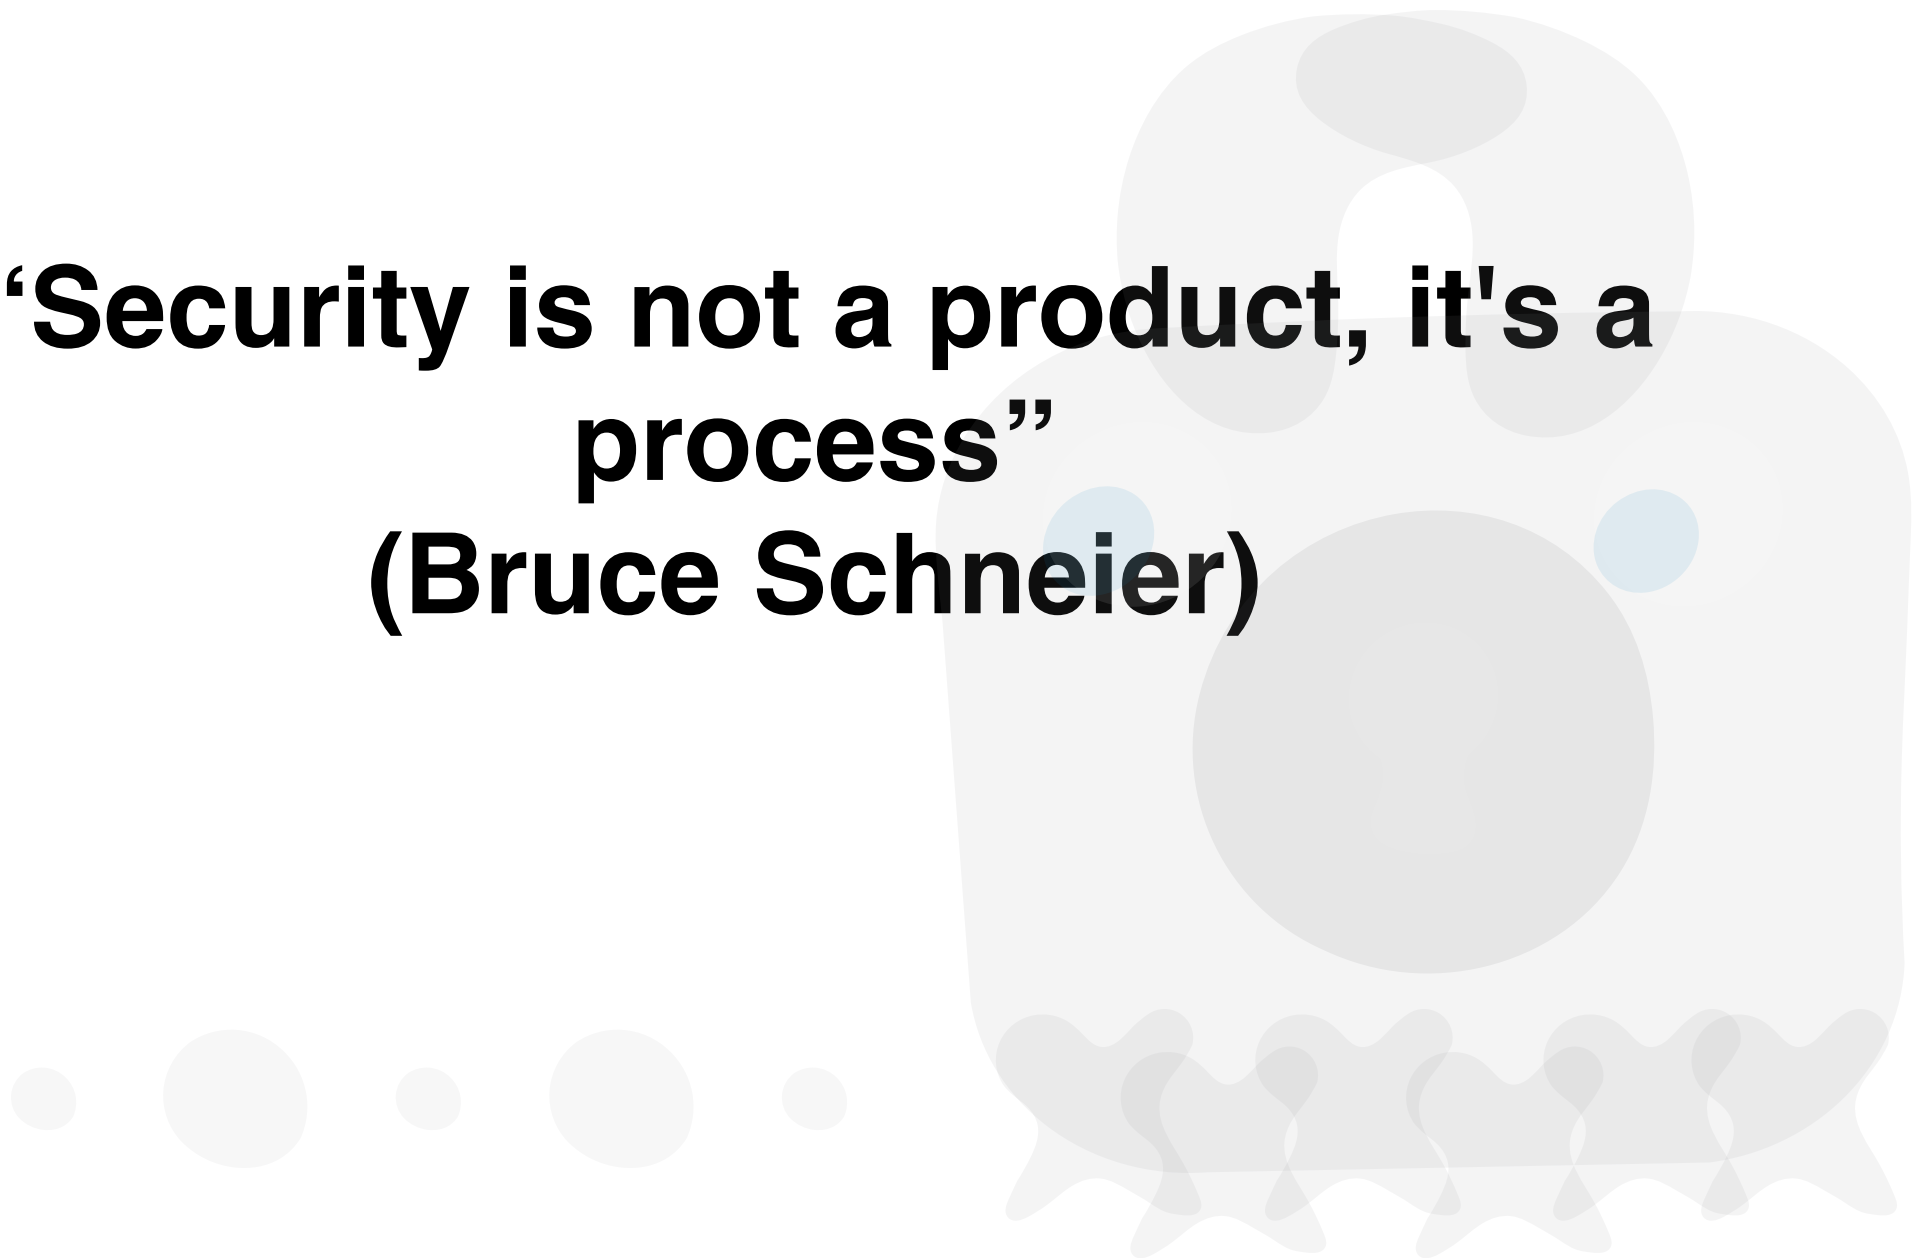 “Security is not a product, it's a
process”
(Bruce Schneier)